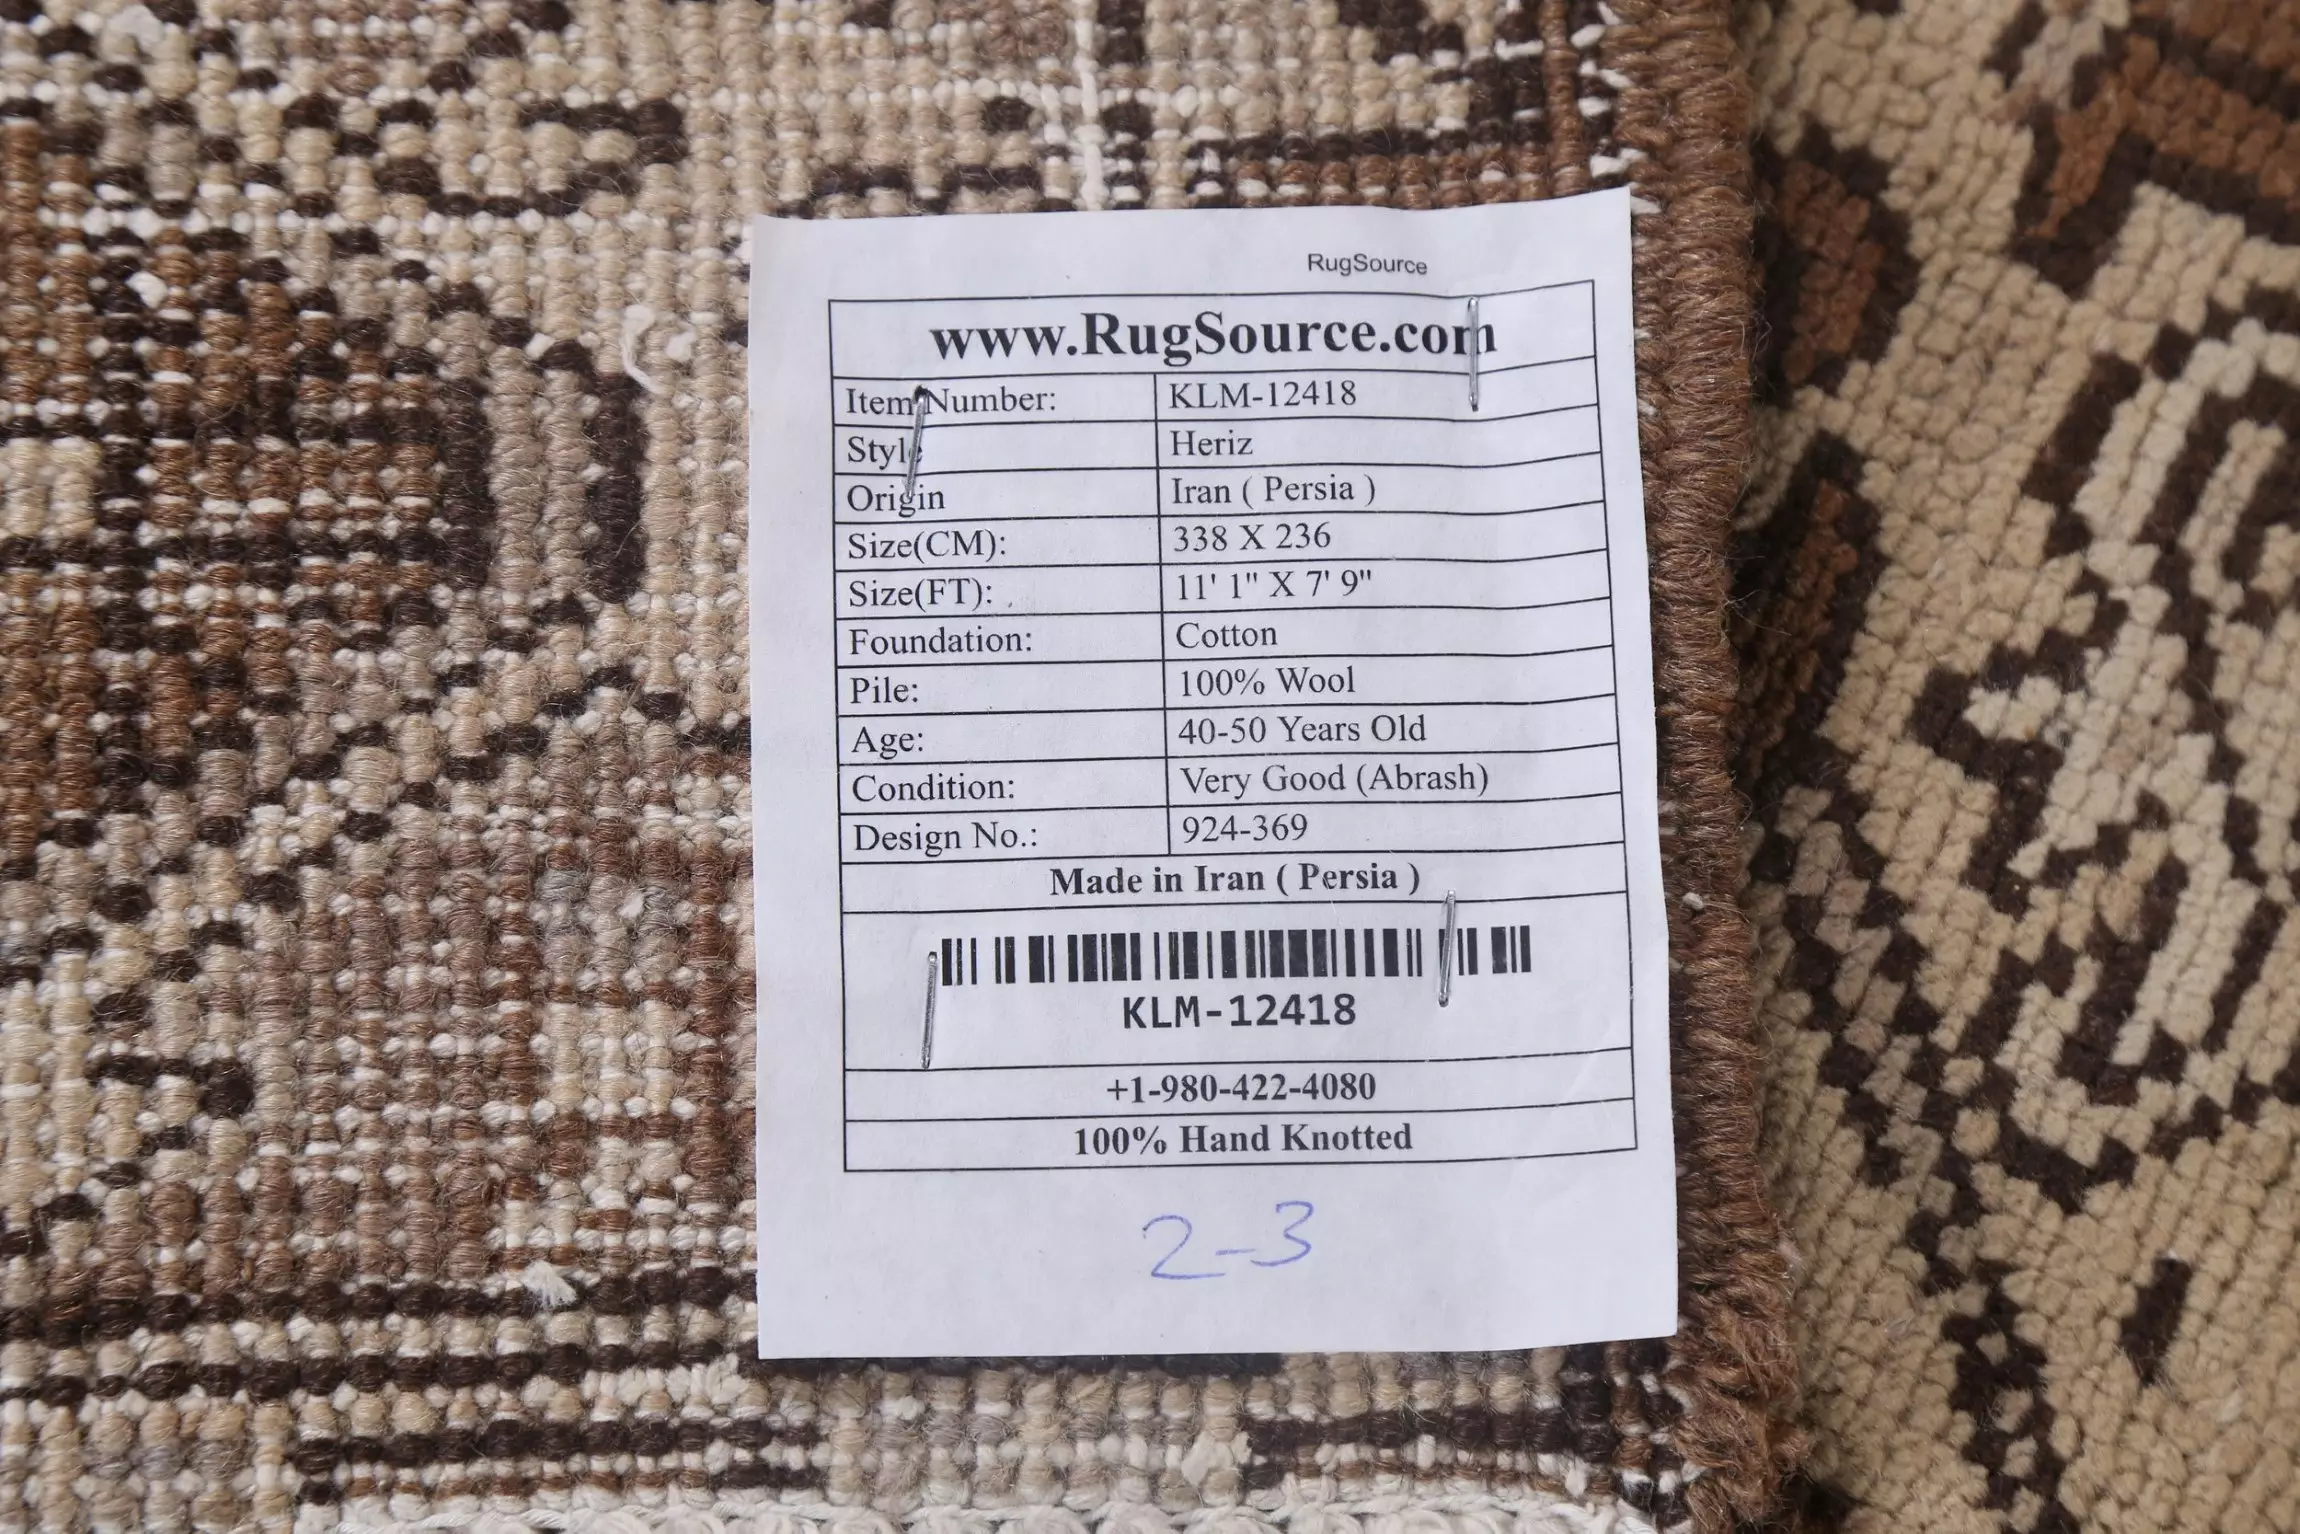 RugSource
www.RugSource.com
Item Number: KLM-12418
Style Heriz
Origin Iran ( Persia )
Size(CM): 338 X 236
Size(FT): 11' 1" X 7' 9"
Foundation: Cotton
Pile: 100% Wool
Age: 40-50 Years Old
Condition: Very Good (Abrash)
Design No.: 924-369
Made in Iran ( Persia )
KLM-12418
+1-980-422-4080
100% Hand Knotted
2-3